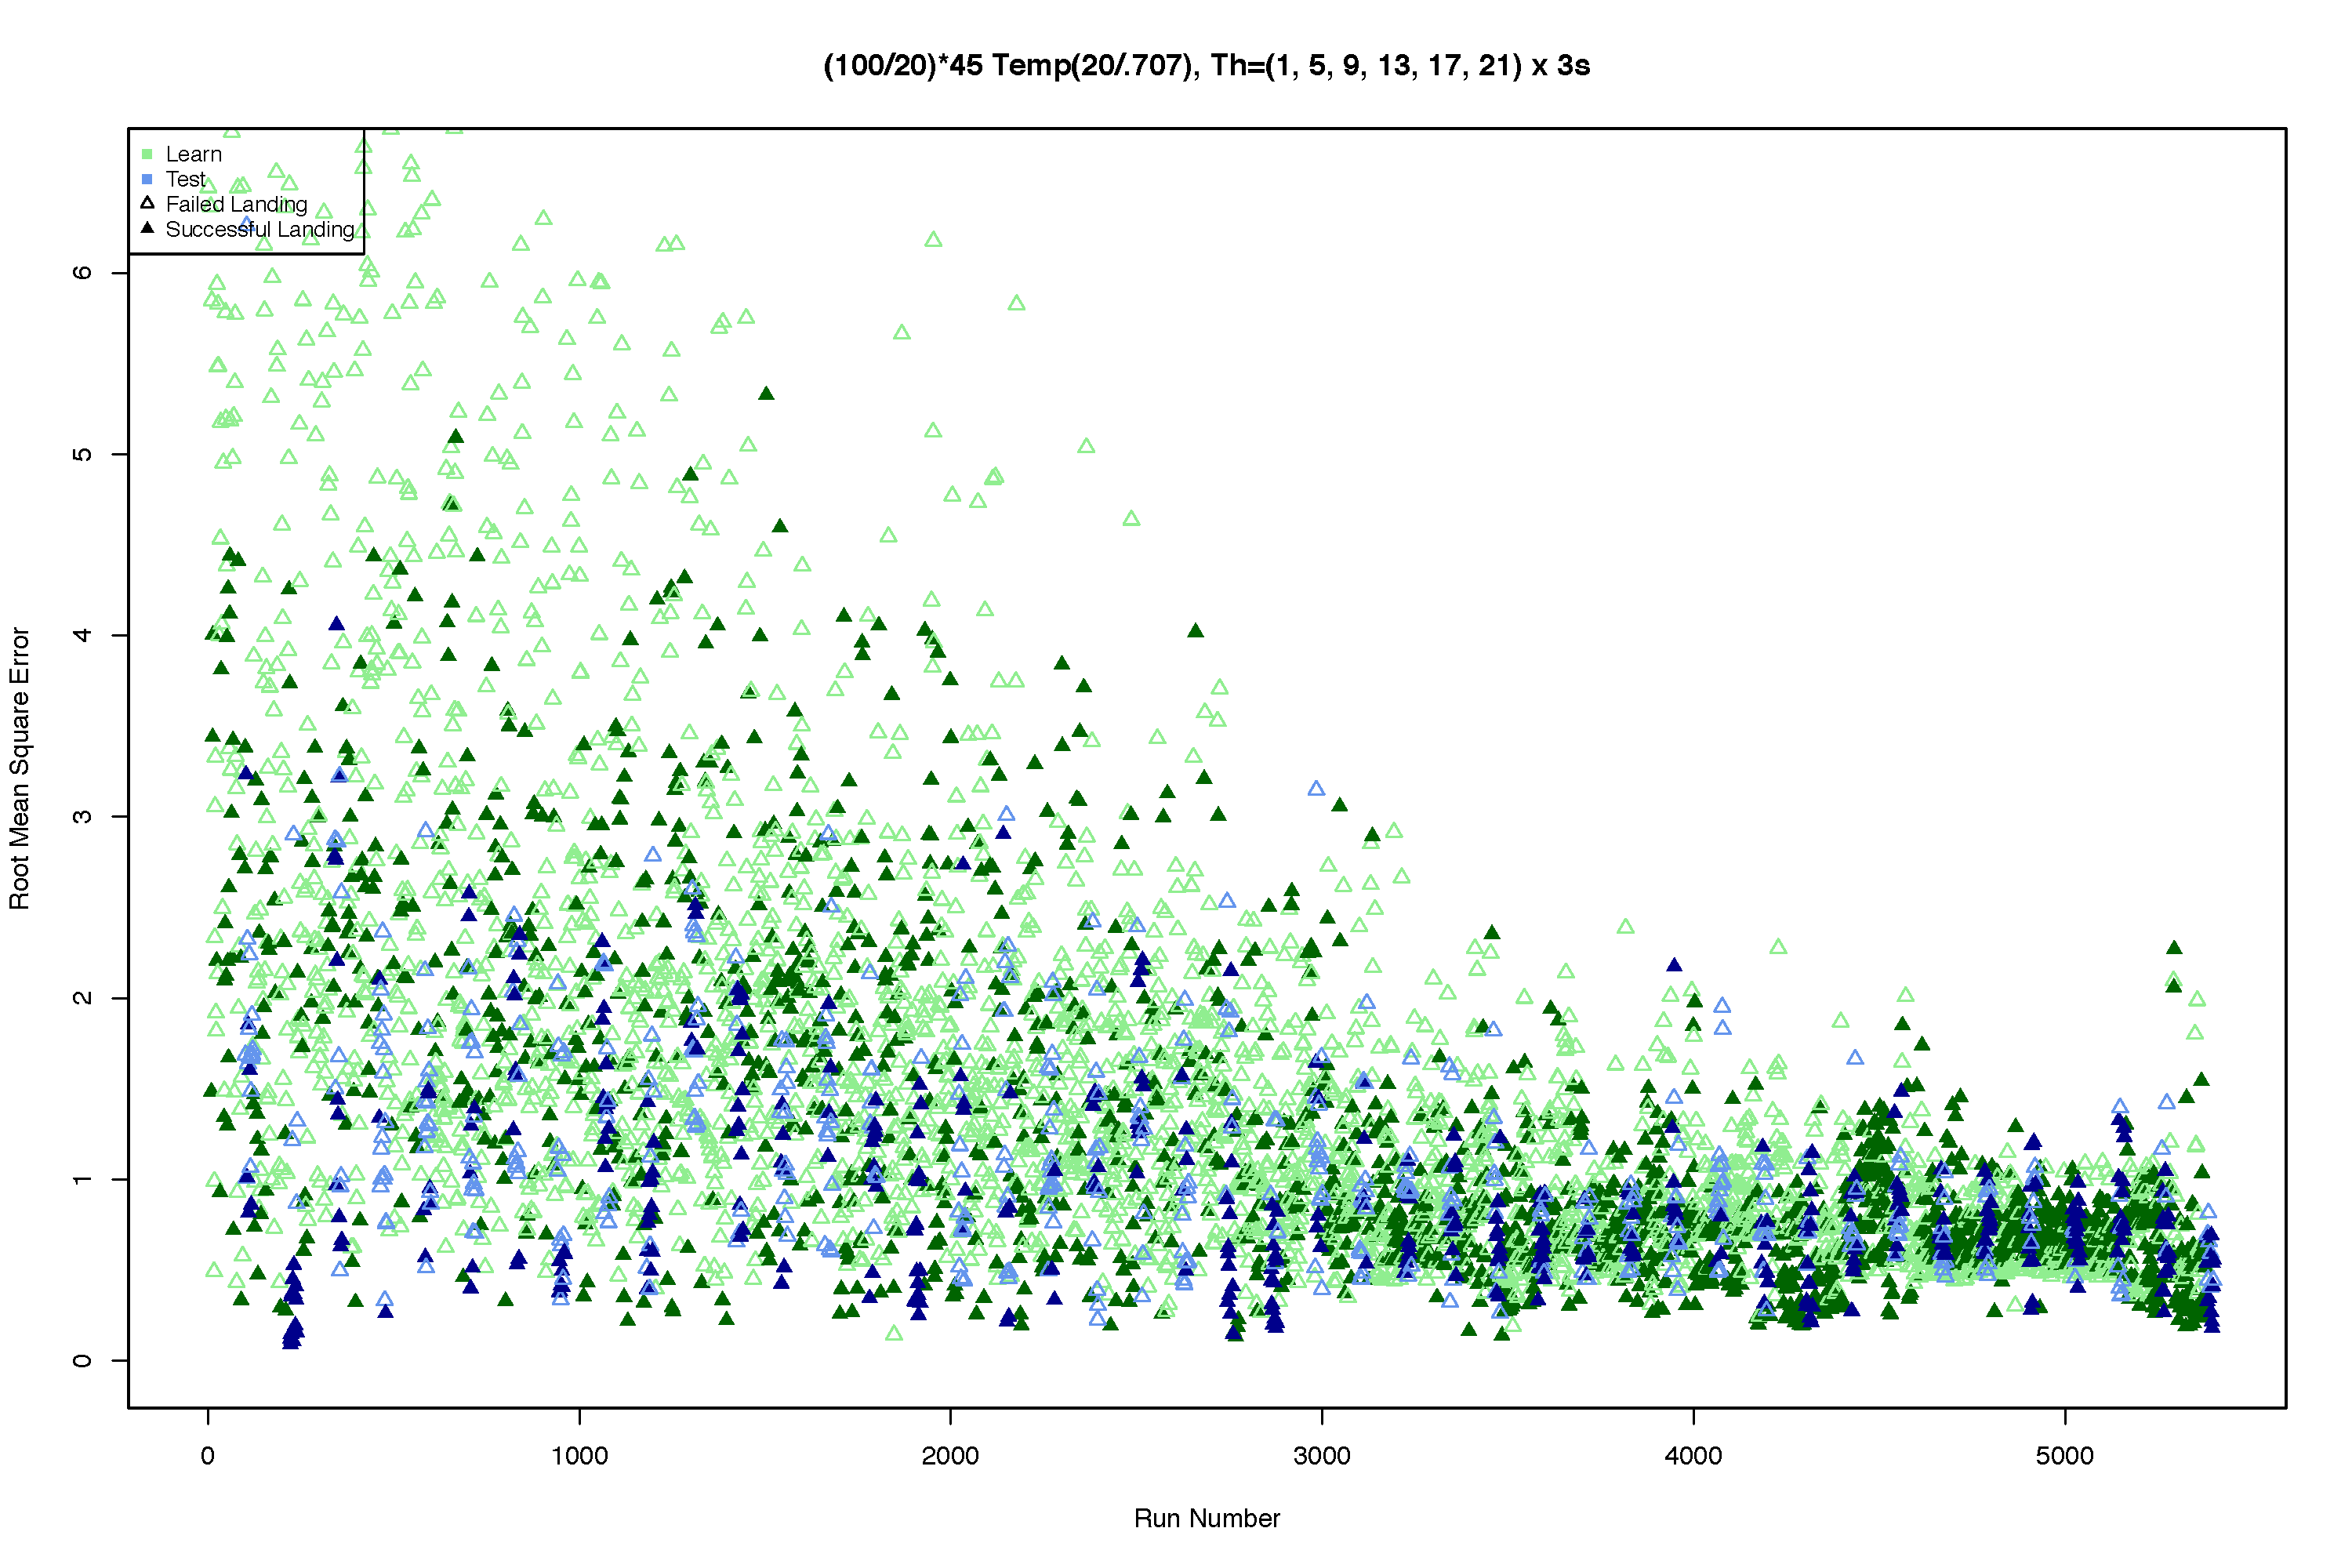 (100/20)*45 Temp(20/.707), Th=(1, 5, 9, 13, 17, 21) x 3s
Learn
Test
Failed Landing
Successful Landing
Root Mean Square Error
6
5
4
3
2
1
0
0 1000 2000 3000 4000 5000
Run Number